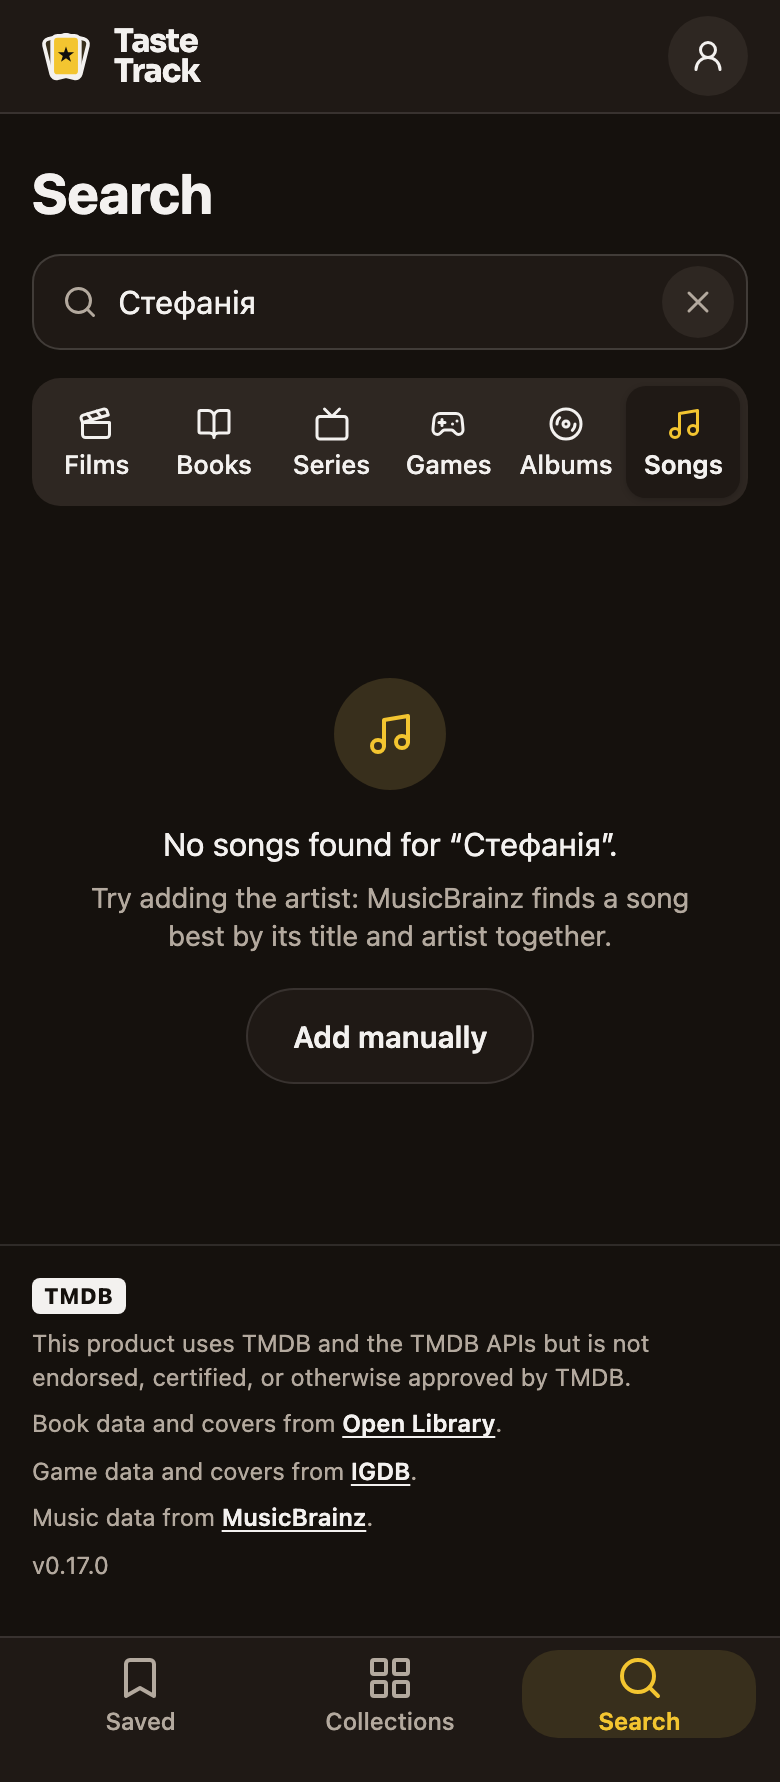 Taste
Track
Search
Стефанія
Films
Books
Series
Games
Albums
Songs
No songs found for “Стефанія”.
Try adding the artist: MusicBrainz finds a song
best by its title and artist together.
Add manually
TMDB
This product uses TMDB and the TMDB APIs but is not
endorsed, certified, or otherwise approved by TMDB.
Book data and covers from Open Library.
Game data and covers from IGDB.
Music data from MusicBrainz.
v0.17.0
Saved
Collections
Search